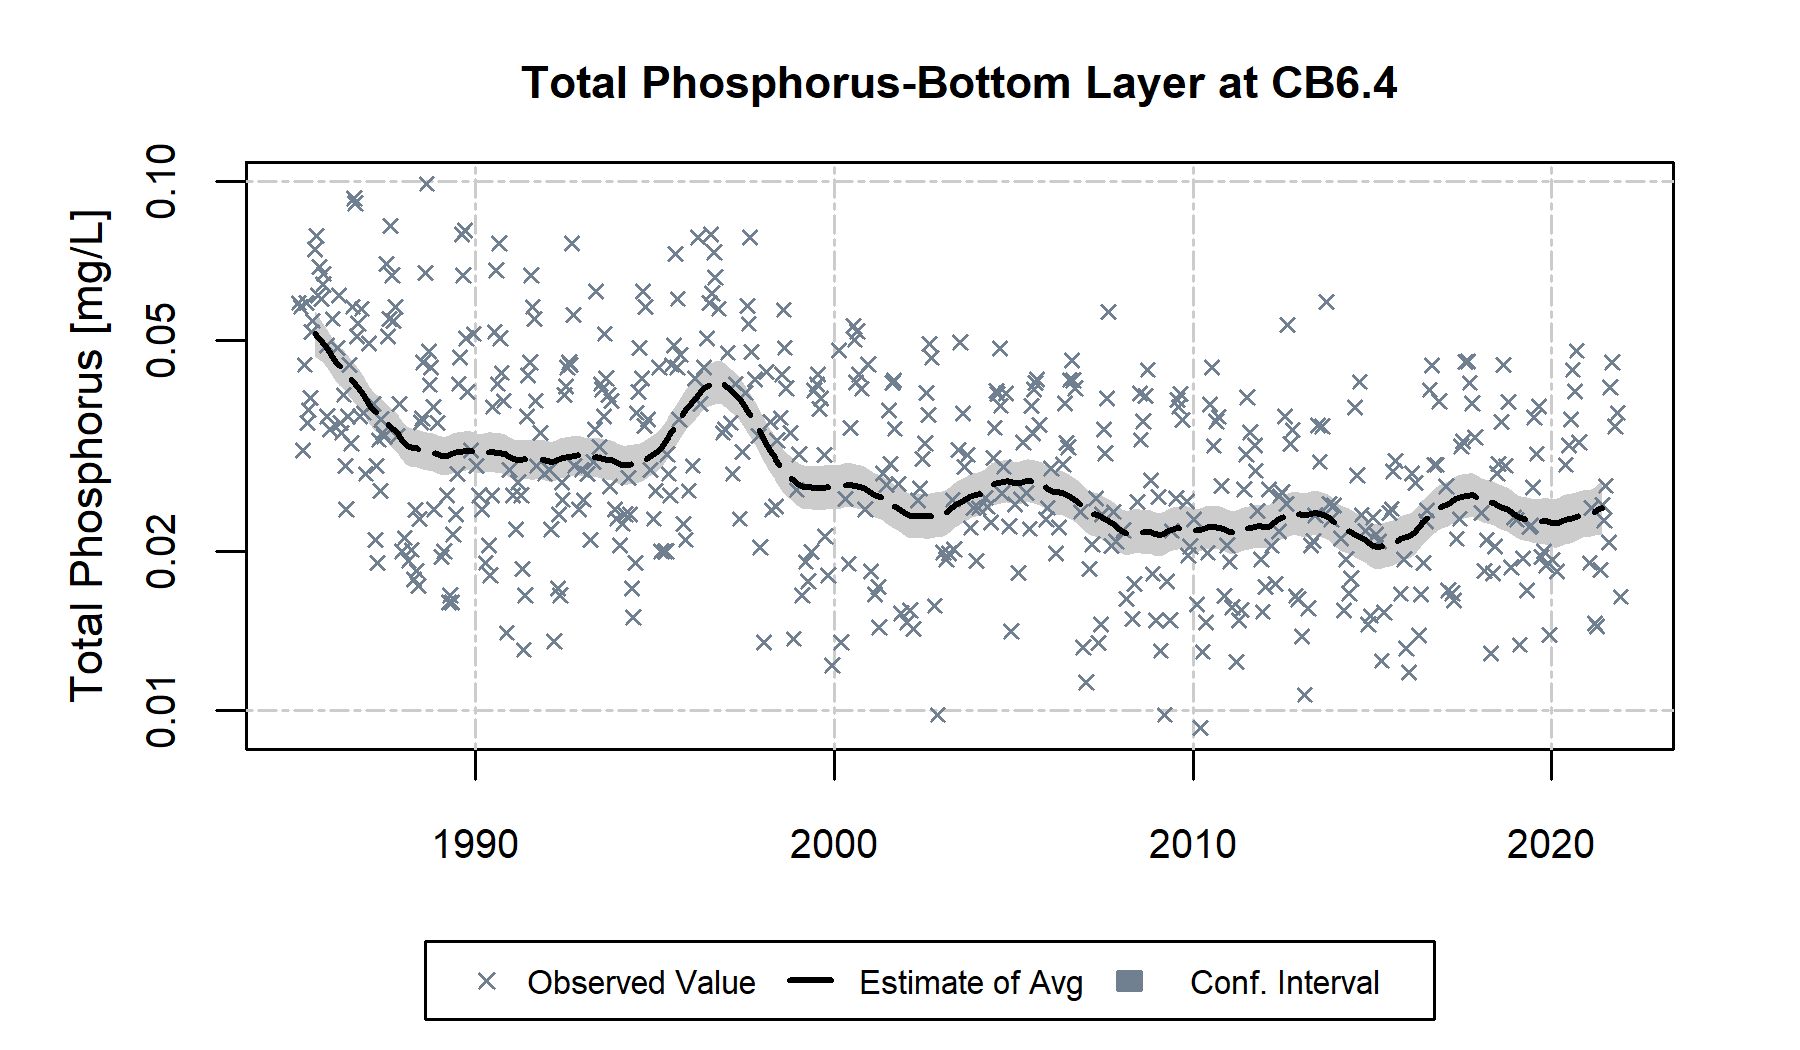 Total Phosphorus-Bottom Layer at CB6.4
Total Phosphorus [mg/L]
0.10
0.05
0.02
0.01
1990 2000 2010 2020
Observed Value Estimate of Avg Conf. Interval